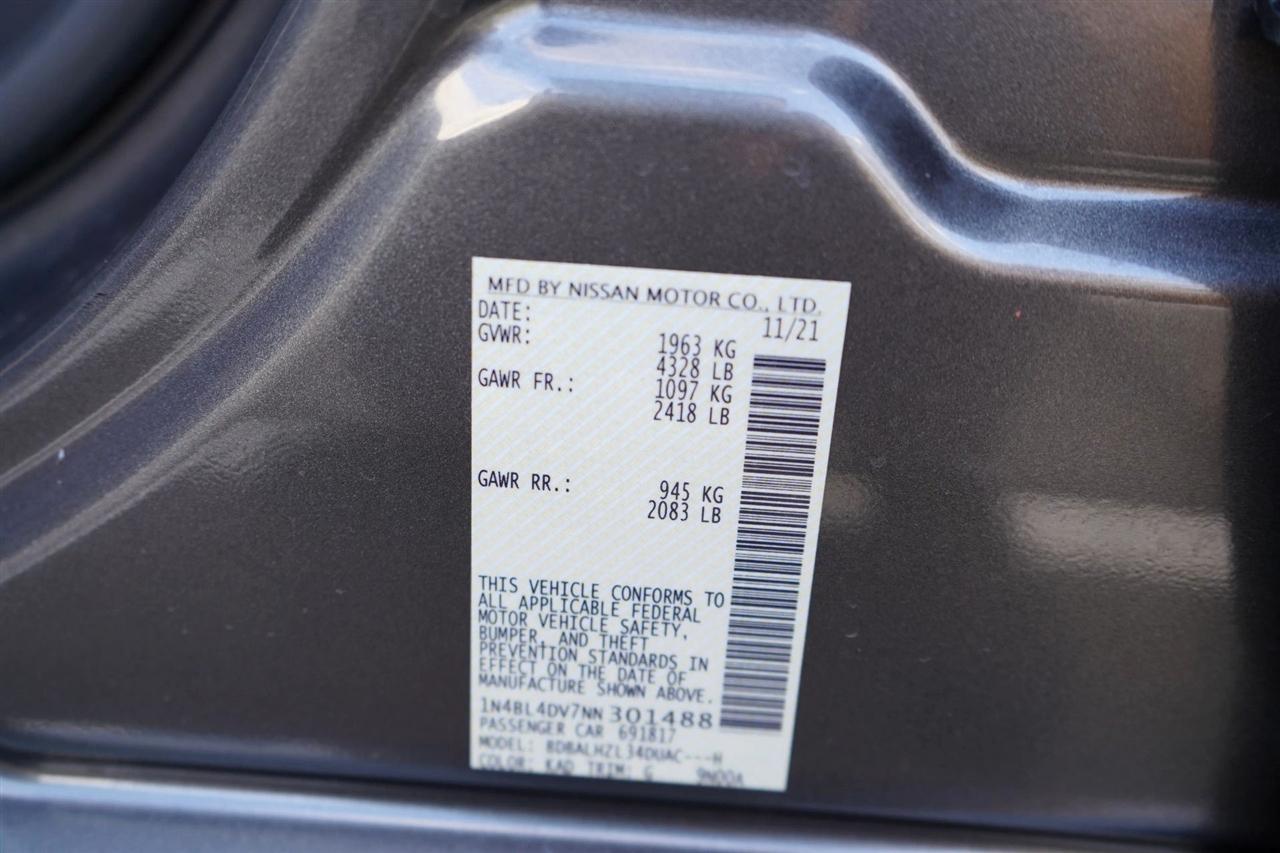 MFD BY NISSAN MOTOR CO., LTD.
DATE: 11/21
GVWR: 1963 KG
4328 LB
GAWR FR.: 1097 KG
2418 LB
GAWR RR.: 945 KG
2083 LB
THIS VEHICLE CONFORMS TO
ALL APPLICABLE FEDERAL
MOTOR VEHICLE SAFETY,
BUMPER, AND THEFT
PREVENTION STANDARDS IN
EFFECT ON THE DATE OF
MANUFACTURE SHOWN ABOVE.
1N4BL4DV7NN301488
PASSENGER CAR 691817
MODEL: BDBALHZL34DUAC---H
COLOR: KAD TRIM: G 9N00A